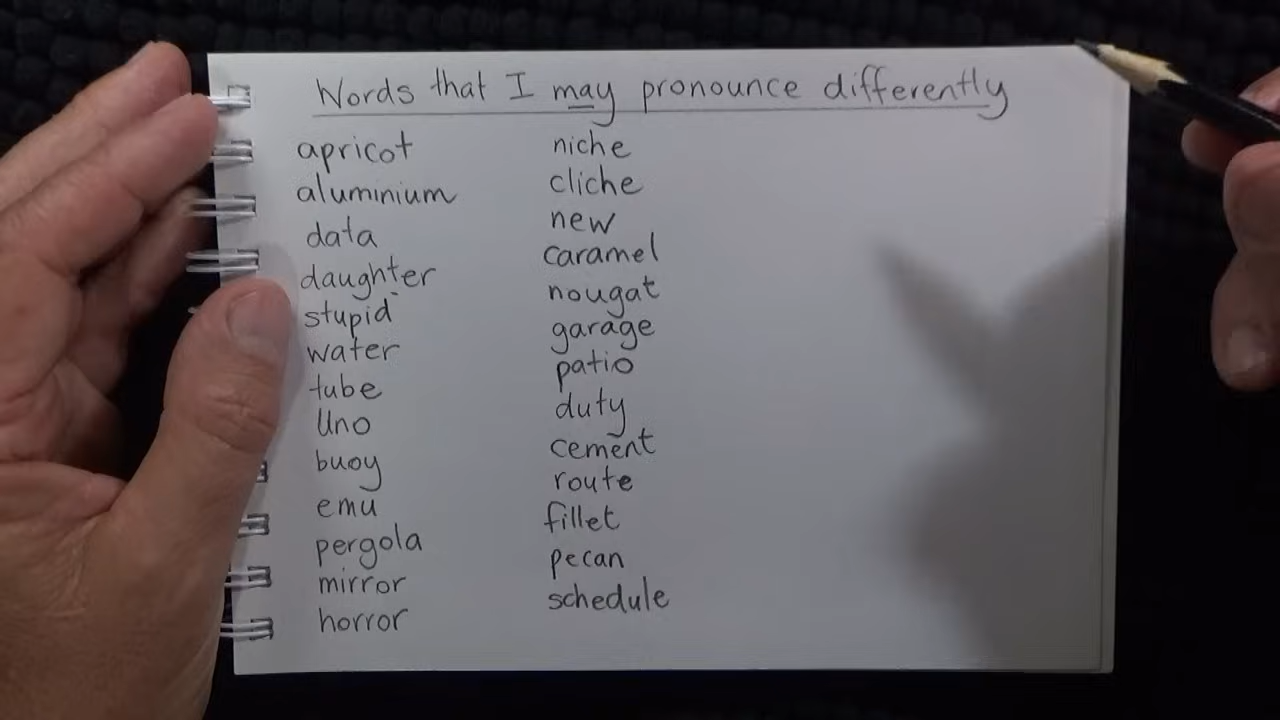 Words that I may pronounce differently
apricot
aluminium
data
daughter
stupid
water
tube
Uno
buoy
emu
pergola
mirror
horror
niche
cliche
new
caramel
nougat
garage
patio
duty
cement
route
fillet
pecan
schedule